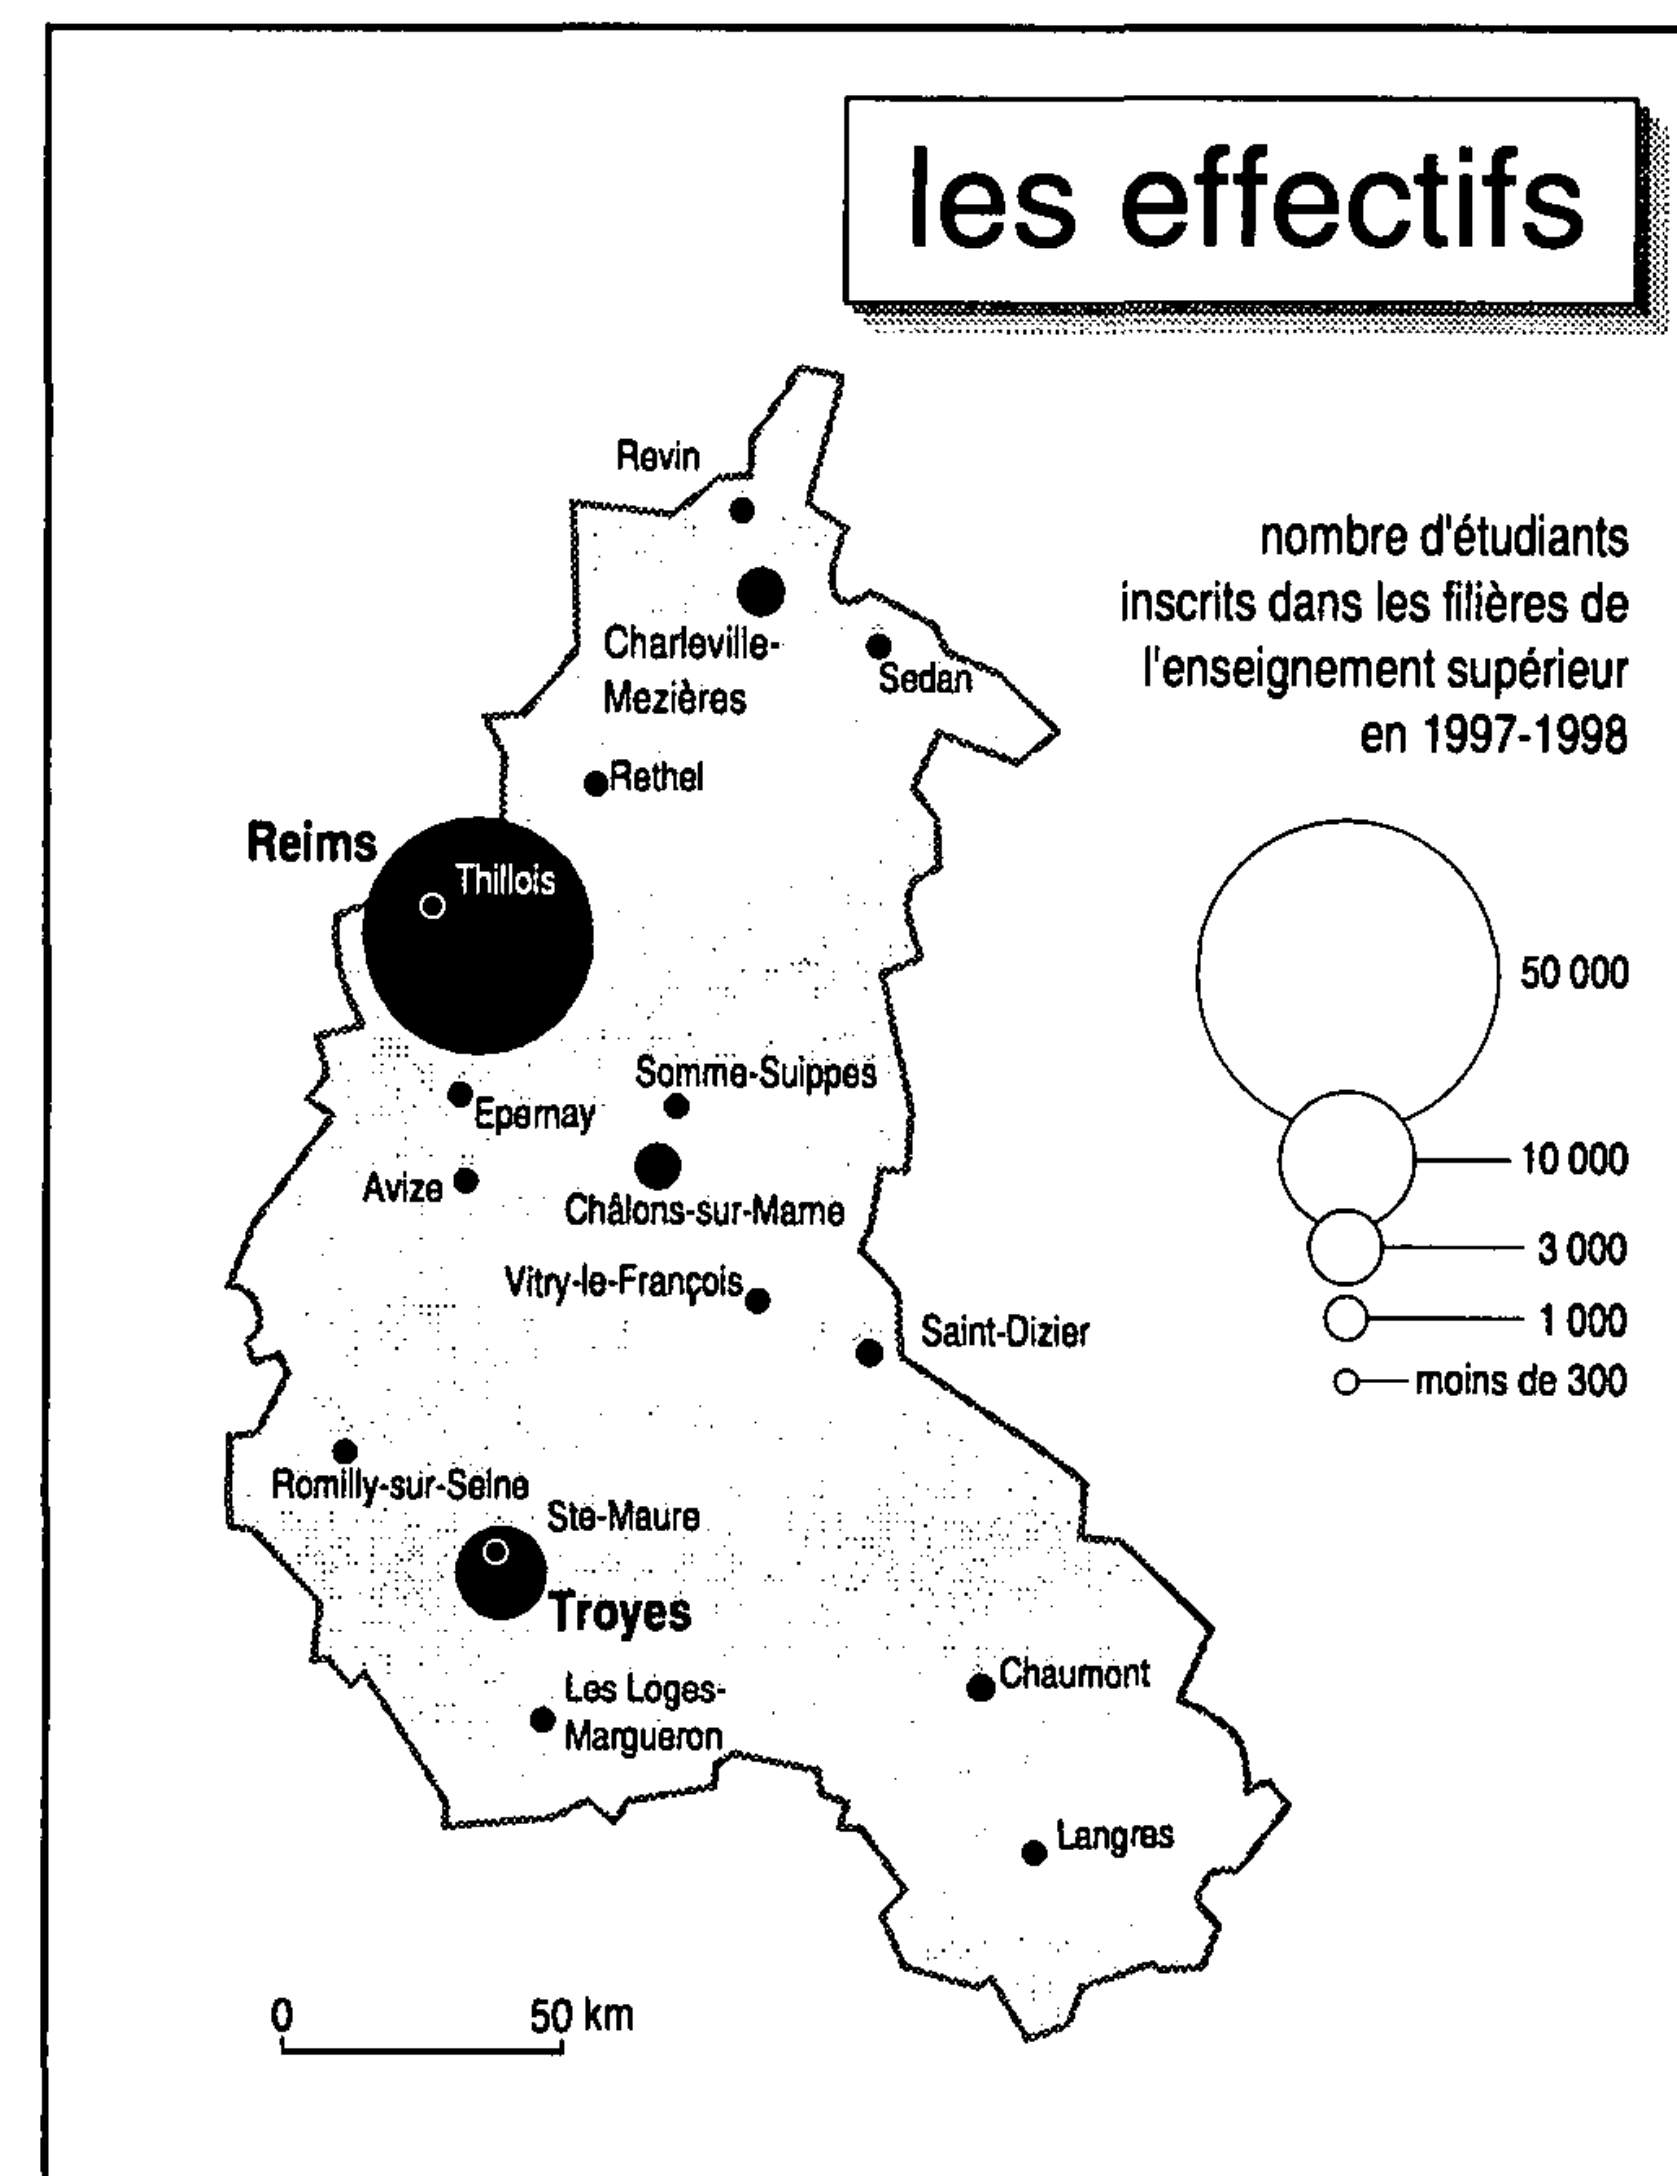 les effectifs
Revin
Charleville-
Mezières
Sedan
nombre d'étudiants
inscrits dans les filières de
l'enseignement supérieur
en 1997-1998
Rethel
Reims
Thillois
50 000
10 000
3 000
1 000
moins de 300
Somme-Suippes
Epernay
Avize
Châlons-sur-Marne
Vitry-le-François
Saint-Dizier
Romilly-sur-Seine
Ste-Maure
Troyes
Les Loges-
Margueron
Chaumont
Langres
0 50 km